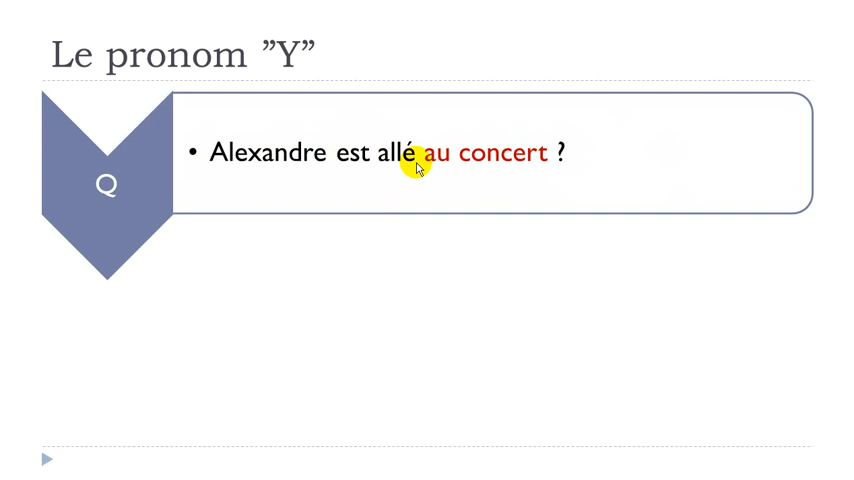 Le pronom ”Y”
Q
• Alexandre est allé au concert ?